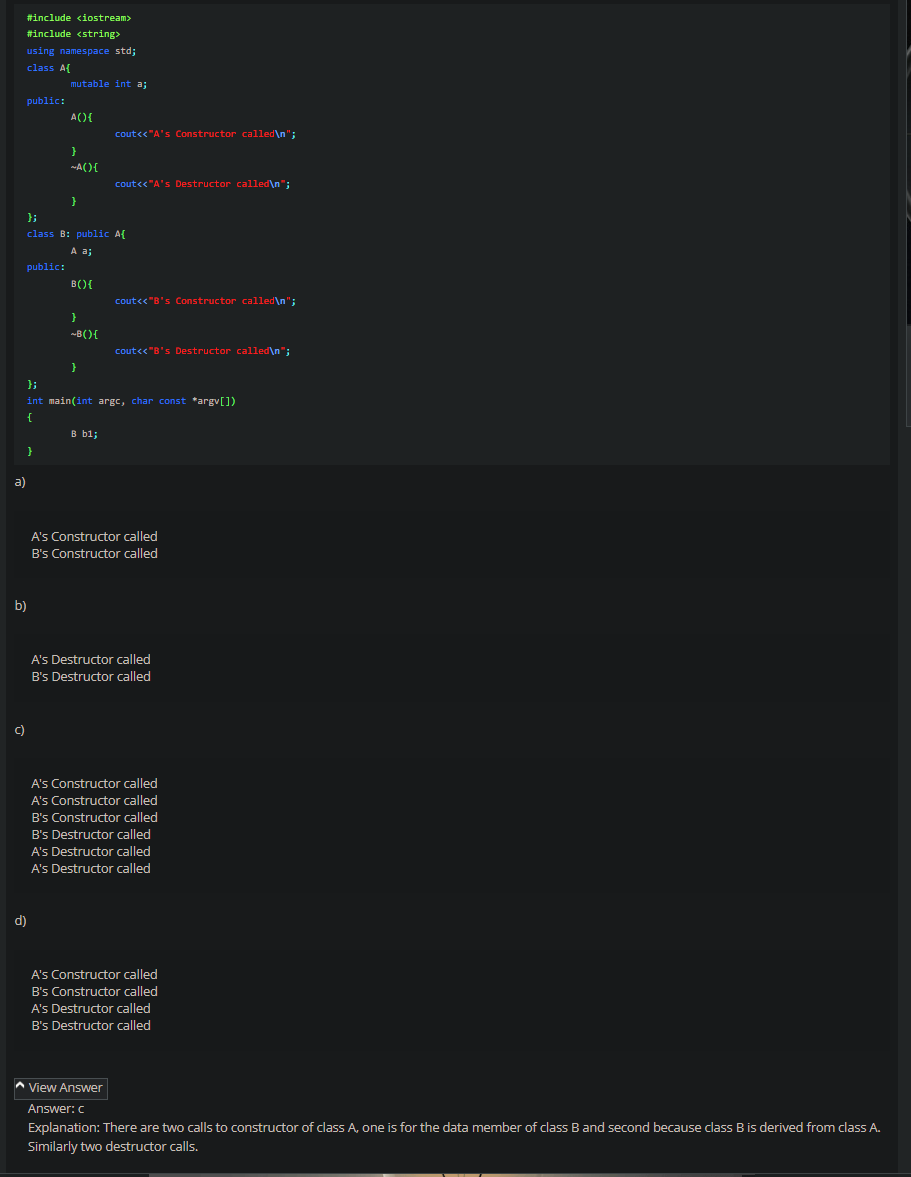 #include <iostream>
#include <string>
using namespace std;
class A{
mutable int a;
public:
A(){
cout<<"A's Constructor called\n";
}
~A(){
cout<<"A's Destructor called\n";
}
};
class B: public A{
A a;
public:
B(){
cout<<"B's Constructor called\n";
}
~B(){
cout<<"B's Destructor called\n";
}
};
int main(int argc, char const *argv[])
{
B b1;
}
a)
A's Constructor called
B's Constructor called
b)
A's Destructor called
B's Destructor called
c)
A's Constructor called
A's Constructor called
B's Constructor called
B's Destructor called
A's Destructor called
A's Destructor called
d)
A's Constructor called
B's Constructor called
A's Destructor called
B's Destructor called
View Answer
Answer: c
Explanation: There are two calls to constructor of class A, one is for the data member of class B and second because class B is derived from class A.
Similarly two destructor calls.